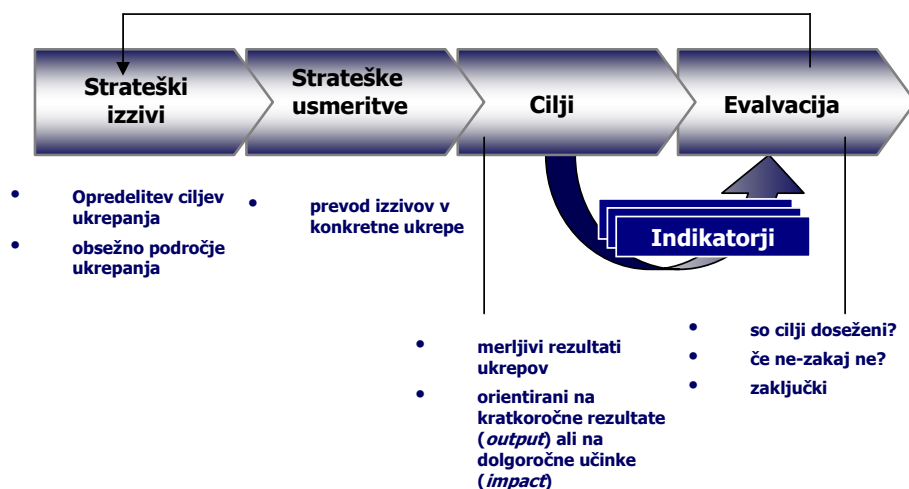 Strateški
izzivi
Strateške
usmeritve
Cilji
Evalvacija
• Opredelitev ciljev
ukrepanja
• obsežno področje
ukrepanja
• prevod izzivov v
konkretne ukrepe
Indikatorji
• merljivi rezultati
ukrepov
• orientirani na
kratkoročne rezultate
(output) ali na
dolgoročne učinke
(impact)
• so cilji doseženi?
• če ne-zakaj ne?
• zaključki